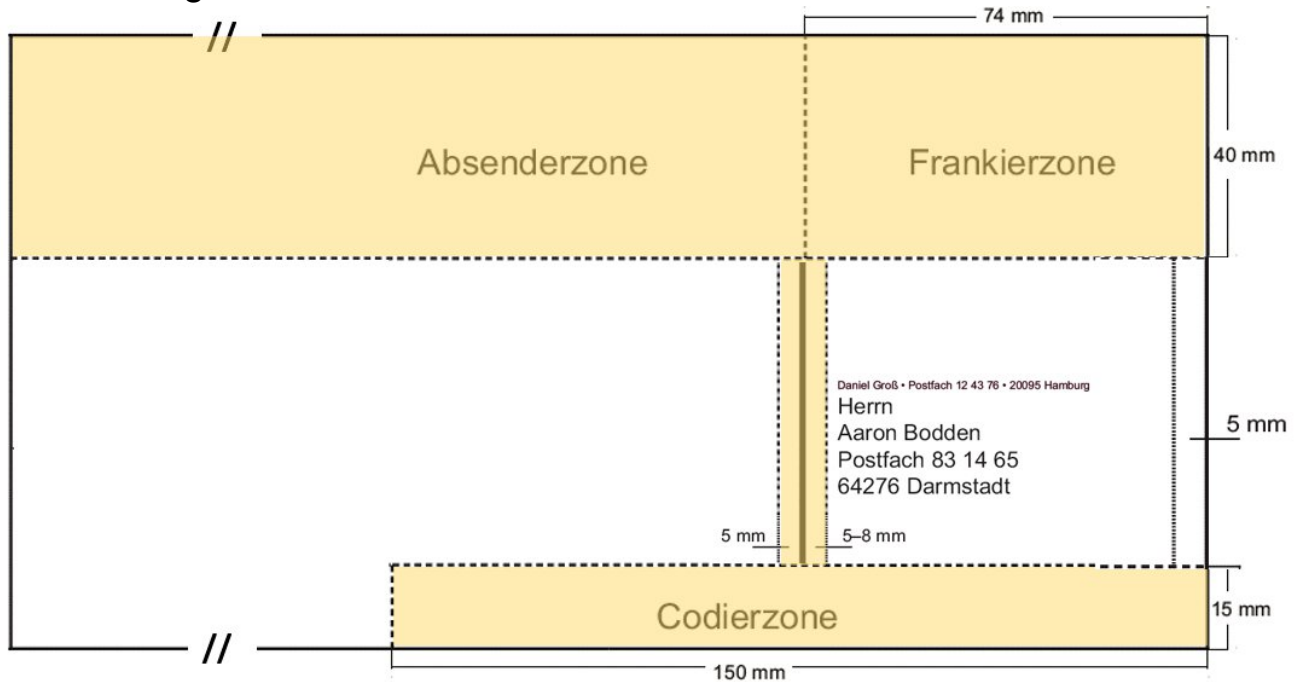 74 mm
Absenderzone
Frankierzone
40 mm
Daniel Groß • Postfach 12 43 76 • 20095 Hamburg
Herrn
Aaron Bodden
Postfach 83 14 65
64276 Darmstadt
5 mm
5 mm
5–8 mm
Codierzone
15 mm
150 mm